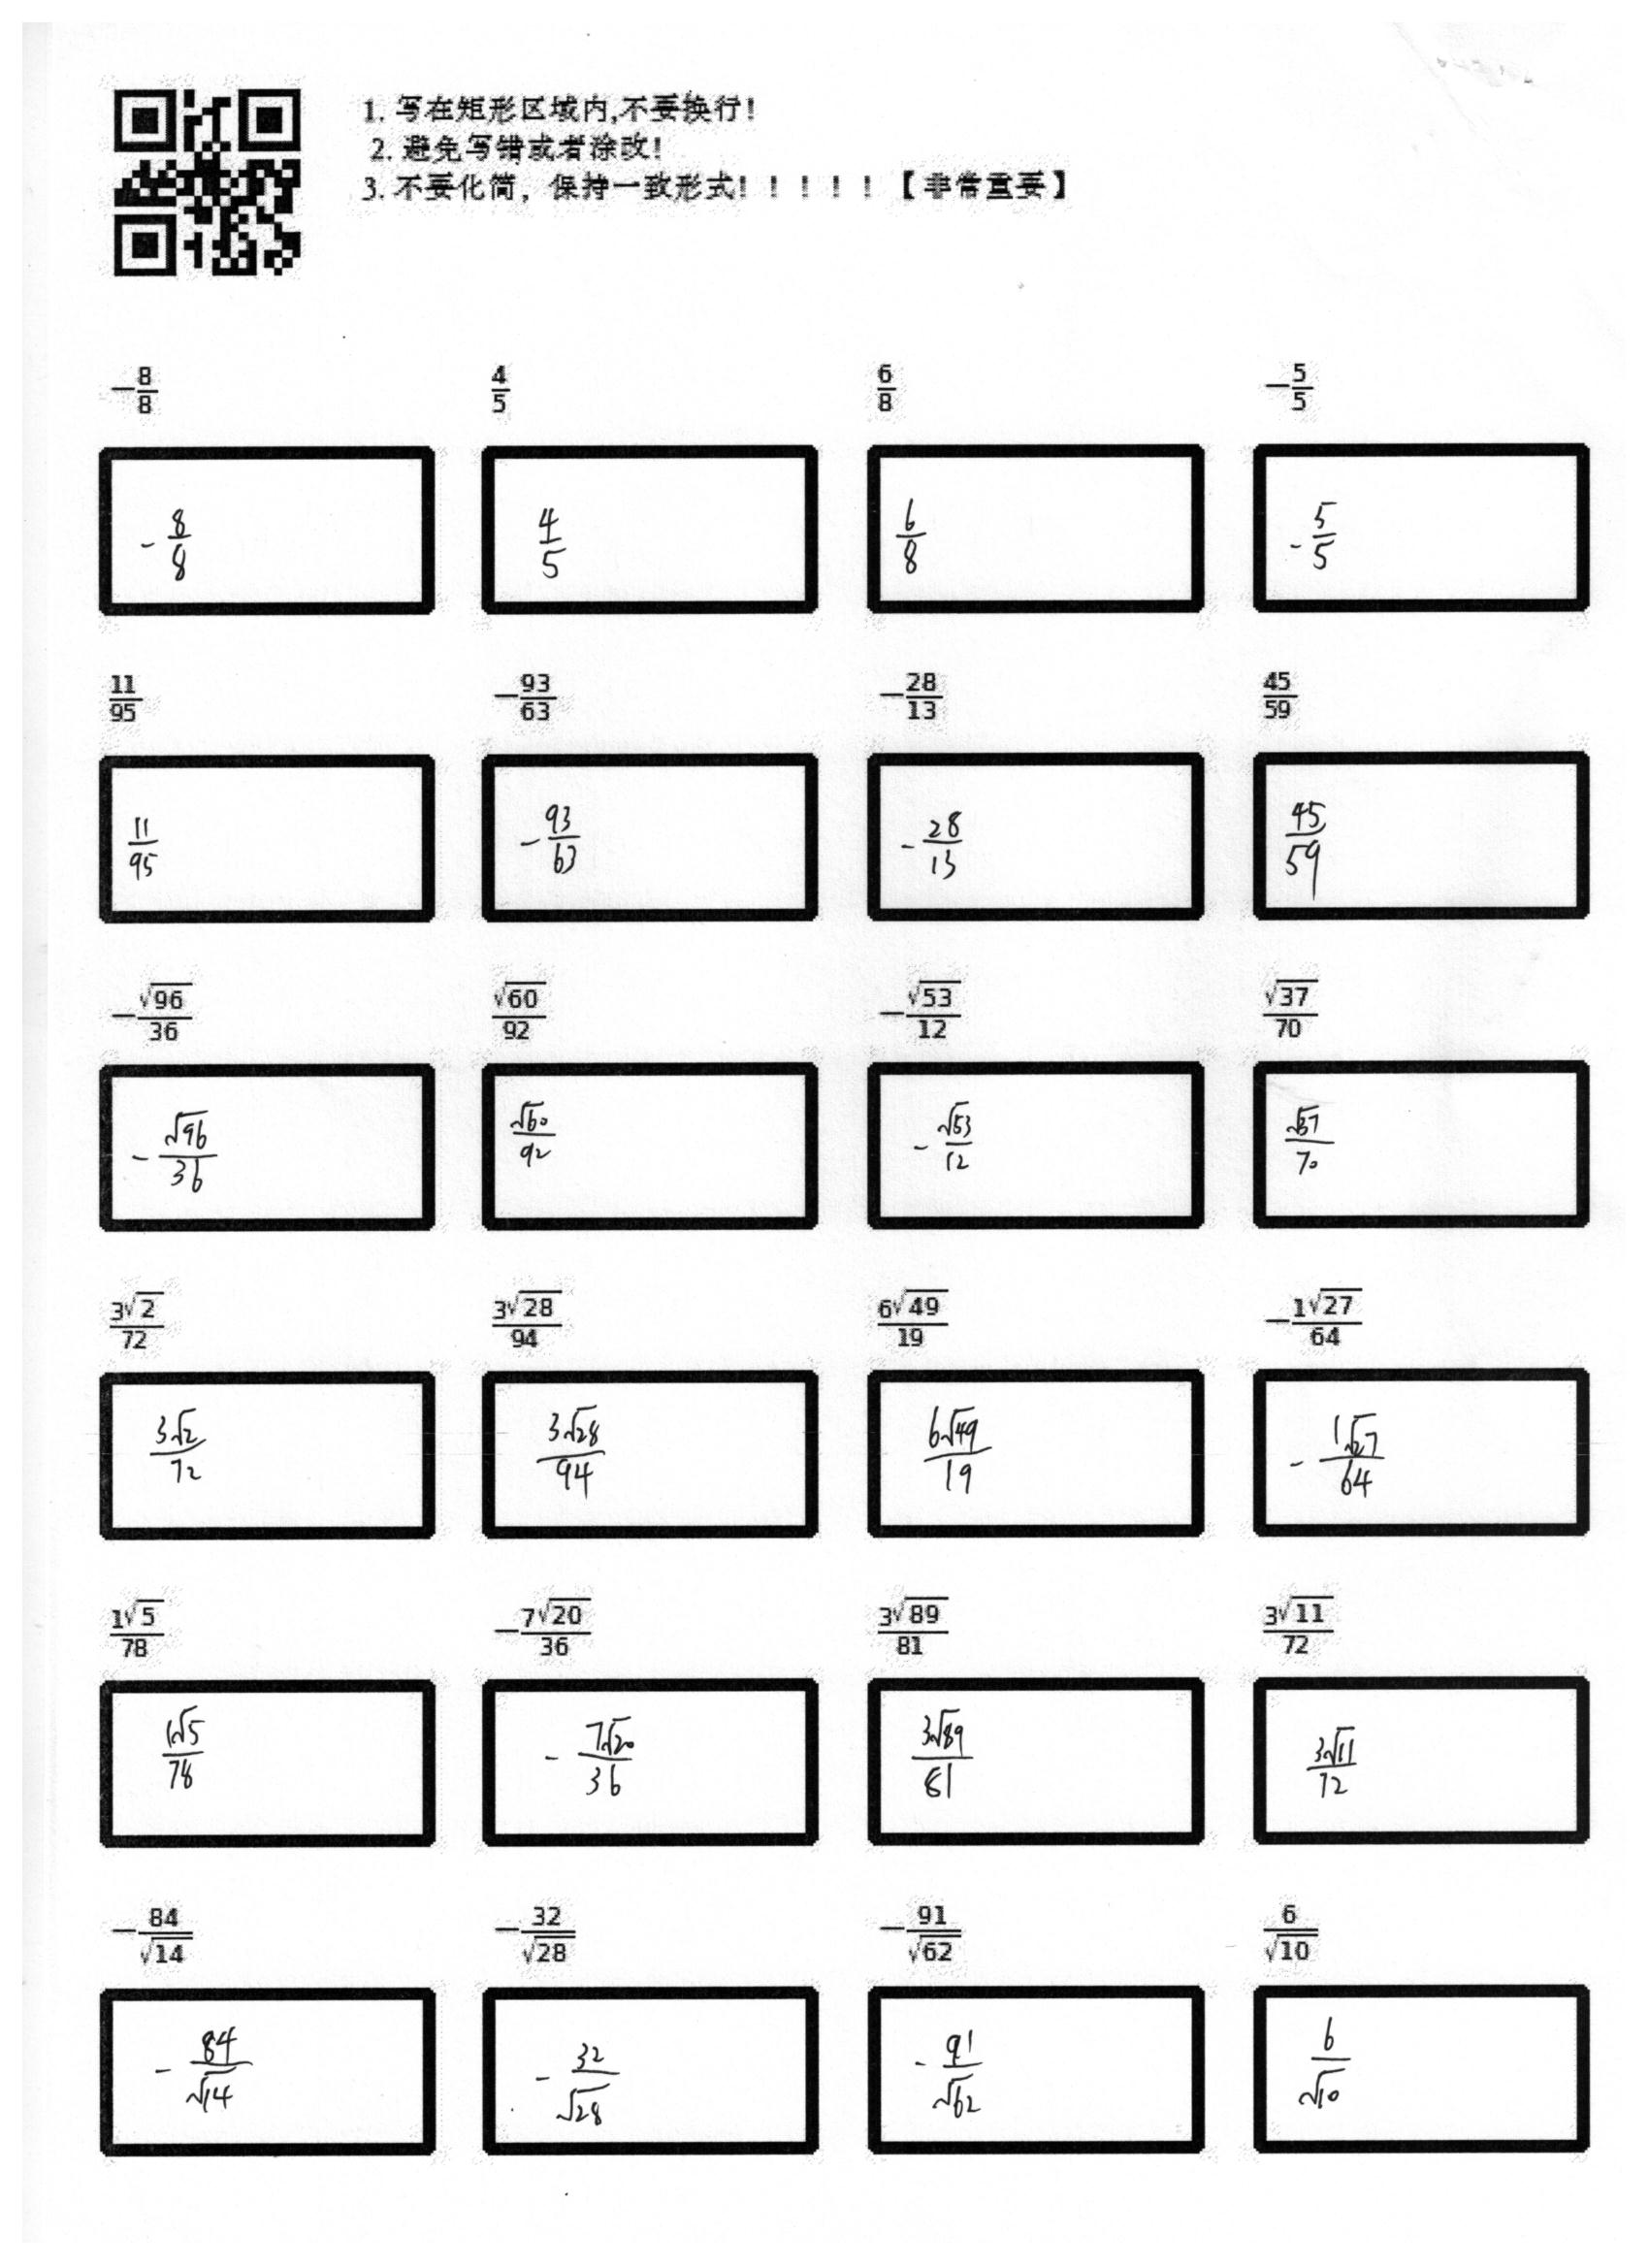 1. 写在矩形区域内,不要换行!
2. 避免写错或者涂改!
3. 不要化简，保持一致形式！！！！！【非常重要】
$-\frac{8}{8}$ $\frac{4}{5}$ $\frac{6}{8}$ $-\frac{5}{5}$
$-\frac{8}{8}$ $\frac{4}{5}$ $\frac{6}{8}$ $-\frac{5}{5}$
$\frac{11}{95}$ $-\frac{93}{63}$ $-\frac{28}{13}$ $\frac{45}{59}$
$\frac{11}{95}$ $-\frac{93}{63}$ $-\frac{28}{13}$ $\frac{45}{59}$
$-\frac{\sqrt{96}}{36}$ $\frac{\sqrt{60}}{92}$ $-\frac{\sqrt{53}}{12}$ $\frac{\sqrt{37}}{70}$
$-\frac{\sqrt{96}}{36}$ $\frac{\sqrt{60}}{92}$ $-\frac{\sqrt{53}}{12}$ $\frac{\sqrt{37}}{70}$
$\frac{3\sqrt{2}}{72}$ $\frac{3\sqrt{28}}{94}$ $\frac{6\sqrt{49}}{19}$ $-\frac{1\sqrt{27}}{64}$
$\frac{3\sqrt{2}}{72}$ $\frac{3\sqrt{28}}{94}$ $\frac{6\sqrt{49}}{19}$ $-\frac{1\sqrt{27}}{64}$
$\frac{1\sqrt{5}}{78}$ $-\frac{7\sqrt{20}}{36}$ $\frac{3\sqrt{89}}{81}$ $\frac{3\sqrt{11}}{72}$
$\frac{1\sqrt{5}}{78}$ $-\frac{7\sqrt{20}}{36}$ $\frac{3\sqrt{89}}{81}$ $\frac{3\sqrt{11}}{72}$
$-\frac{84}{\sqrt{14}}$ $-\frac{32}{\sqrt{28}}$ $-\frac{91}{\sqrt{62}}$ $\frac{6}{\sqrt{10}}$
$-\frac{84}{\sqrt{14}}$ $-\frac{32}{\sqrt{28}}$ $-\frac{91}{\sqrt{62}}$ $\frac{6}{\sqrt{10}}$